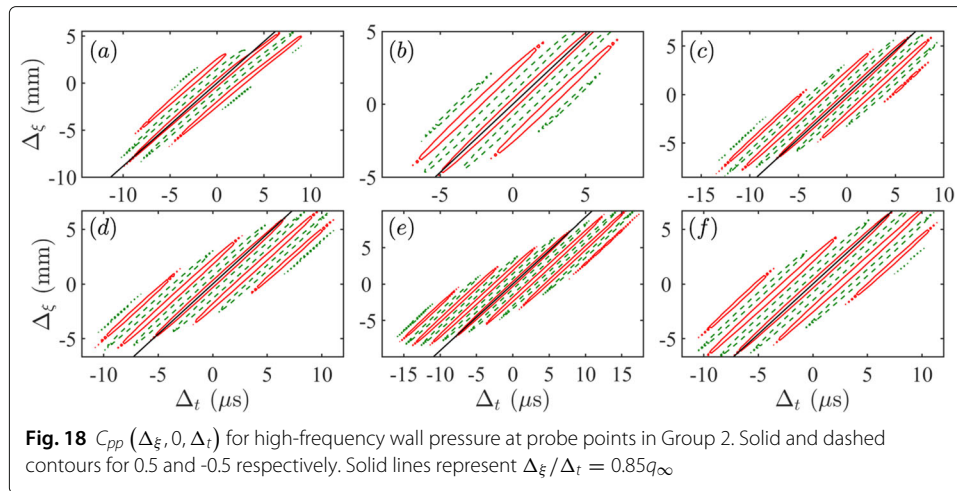 (a)
(b)
(c)
5
0
-5
-10
Δξ (mm)
-10 -5 0 5 10
5
0
-5
-5 0 5
5
0
-5
-15 -10 -5 0 5 10
(d)
(e)
(f)
5
0
-5
Δξ (mm)
-10 -5 0 5 10
Δt (μs)
5
0
-5
-15 -10 -5 0 5 10 15
Δt (μs)
5
0
-5
-10 -5 0 5 10
Δt (μs)
Fig. 18 Cpp (Δξ, 0, Δt) for high-frequency wall pressure at probe points in Group 2. Solid and dashed
contours for 0.5 and -0.5 respectively. Solid lines represent Δξ/Δt = 0.85q∞